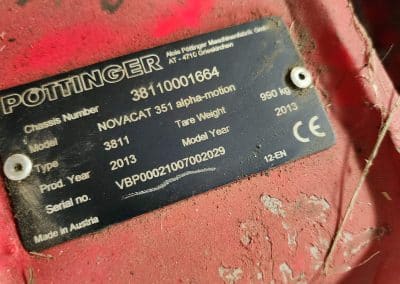 PÖTTINGER Alois Pöttinger Maschinenfabrik GmbH
AT - 4710 Grieskirchen
Chassis Number 38110001664
Model NOVACAT 351 alpha-motion
Type 3811 Tare Weight 990 kg
Prod. Year 2013 Model Year 2013
Serial no. VBP00021007002029
Made in Austria 12-EN CE